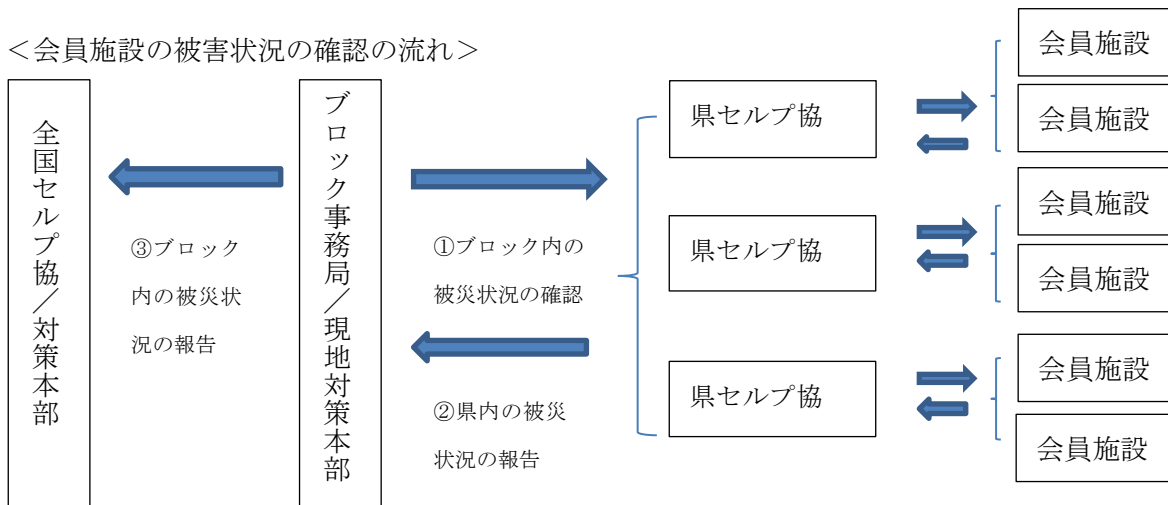 ＜会員施設の被害状況の確認の流れ＞
全国セルプ協／対策本部
③ブロック
内の被災状
況の報告
ブロック事務局／現地対策本部
①ブロック内の
被災状況の確認
②県内の被災
状況の報告
県セルプ協
県セルプ協
県セルプ協
会員施設
会員施設
会員施設
会員施設
会員施設
会員施設